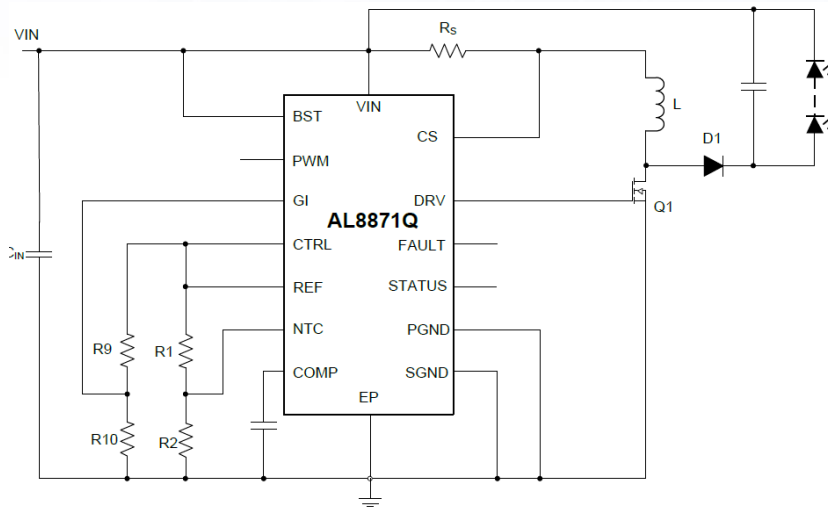 VIN
Rs
VIN
BST
CS
L
PWM
D1
GI
DRV
Q1
AL8871Q
CTRL
FAULT
REF
STATUS
NTC
PGND
R9
R1
COMP
SGND
EP
R10
R2